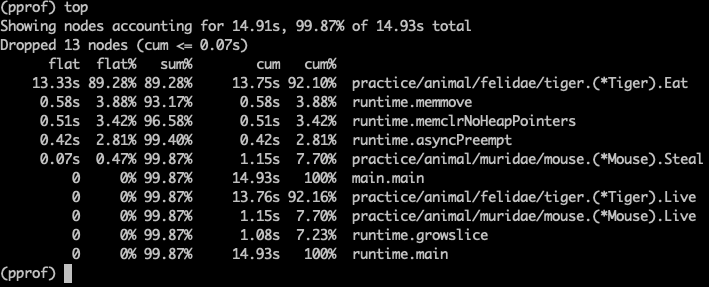 (pprof) top
Showing nodes accounting for 14.91s, 99.87% of 14.93s total
Dropped 13 nodes (cum <= 0.07s)
flat flat% sum% cum cum%
13.33s 89.28% 89.28% 13.75s 92.10% practice/animal/felidae/tiger.(*Tiger).Eat
0.58s 3.88% 93.17% 0.58s 3.88% runtime.memmove
0.51s 3.42% 96.58% 0.51s 3.42% runtime.memclrNoHeapPointers
0.42s 2.81% 99.40% 0.42s 2.81% runtime.asyncPreempt
0.07s 0.47% 99.87% 1.15s 7.70% practice/animal/muridae/mouse.(*Mouse).Steal
0 0% 99.87% 14.93s 100% main.main
0 0% 99.87% 13.76s 92.16% practice/animal/felidae/tiger.(*Tiger).Live
0 0% 99.87% 1.15s 7.70% practice/animal/muridae/mouse.(*Mouse).Live
0 0% 99.87% 1.08s 7.23% runtime.growslice
0 0% 99.87% 14.93s 100% runtime.main
(pprof)